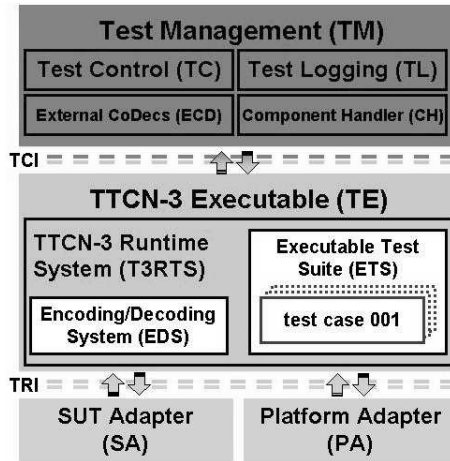 Test Management (TM)
Test Control (TC)
Test Logging (TL)
External CoDecs (ECD)
Component Handler (CH)
TCI
TTCN-3 Executable (TE)
TTCN-3 Runtime
System (T3RTS)
Executable Test
Suite (ETS)
Encoding/Decoding
System (EDS)
test case 001
TRI
SUT Adapter
(SA)
Platform Adapter
(PA)